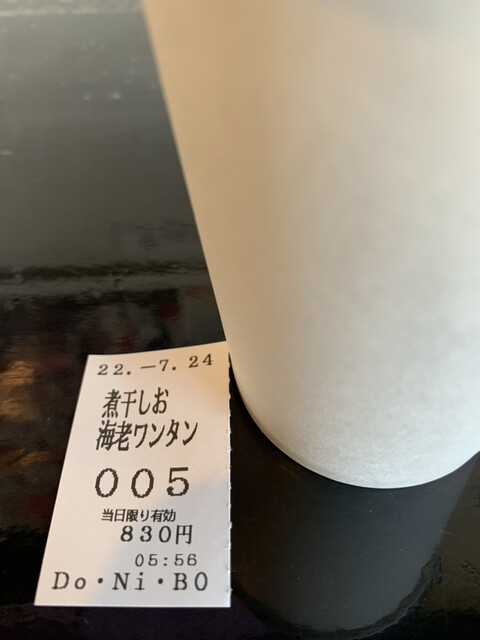 22.－7.24
煮干しお
海老ワンタン
005
当日限り有効
830円
05:56
Do・Ni・BO